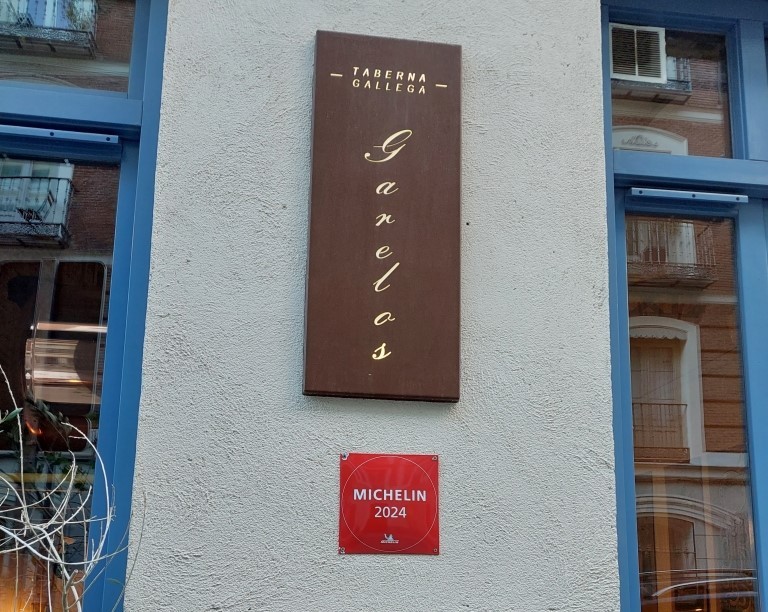 TABERNA
GALLEGA
Garelos
MICHELIN
2024